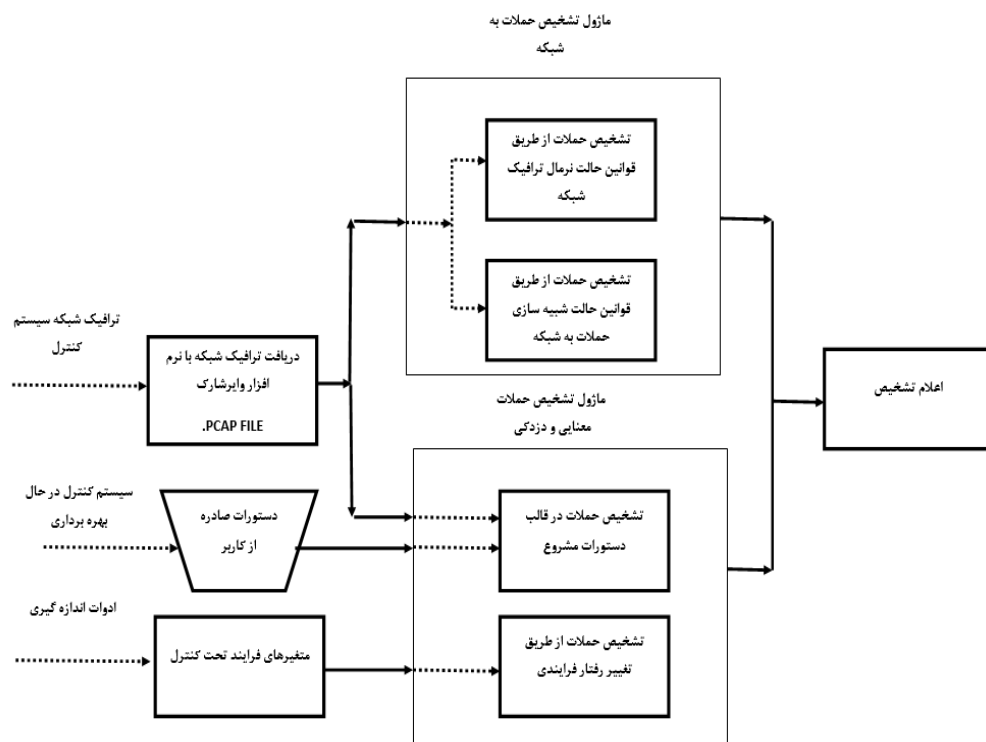 ماژول تشخیص حملات به
شبکه
تشخیص حملات از طریق
قوانین حالت نرمال ترافیک
شبکه
تشخیص حملات از طریق
قوانین حالت شبیه سازی
حملات به شبکه
ترافیک شبکه سیستم
کنترل
دریافت ترافیک شبکه با نرم
افزار وایرشارک
.PCAP FILE
اعلام تشخیص
ماژول تشخیص حملات
معنایی و دزدکی
سیستم کنترل در حال
بهره برداری
دستورات صادره
از کاربر
تشخیص حملات در قالب
دستورات مشروع
ادوات اندازه گیری
متغیرهای فرایند تحت کنترل
تشخیص حملات از طریق
تغییر رفتار فرایندی